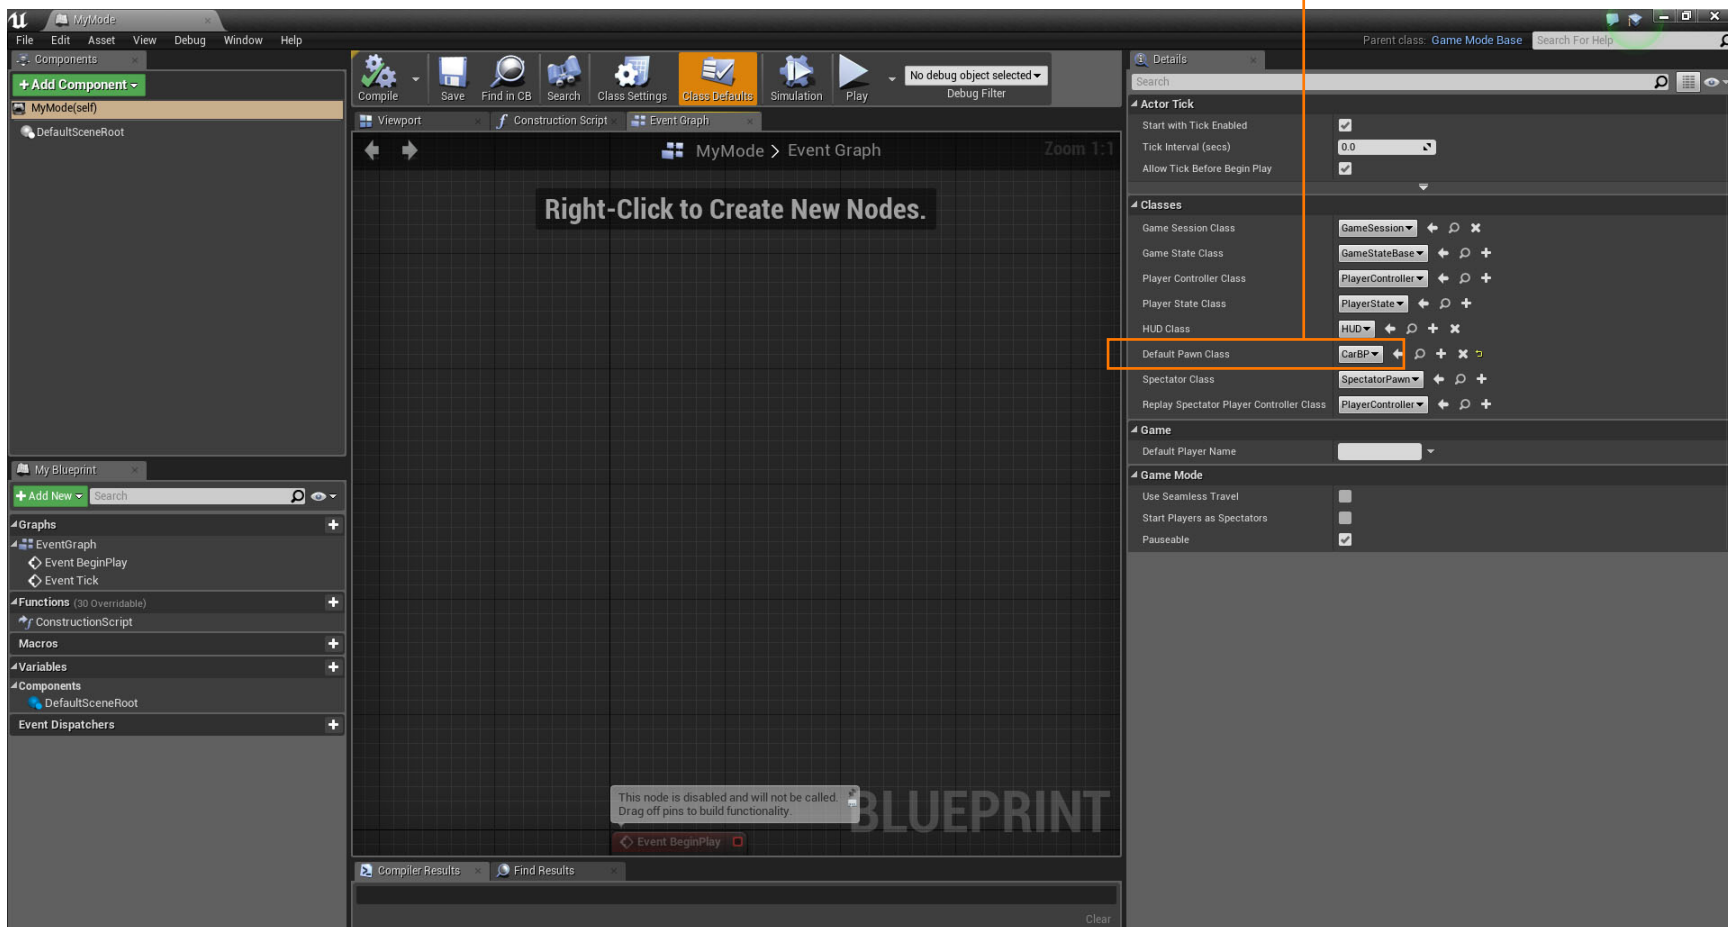 MyMode
File Edit Asset View Debug Window Help
Parent class: Game Mode Base Search For Help
Components
+Add Component
MyMode(self)
DefaultSceneRoot
Compile Save Find in CB Search Class Settings Class Defaults Simulation Play
No debug object selected
Debug Filter
Viewport Construction Script Event Graph
MyMode > Event Graph Zoom 1:1
Right-Click to Create New Nodes.
This node is disabled and will not be called.
Drag off pins to build functionality.
BLUEPRINT
Event BeginPlay
Compiler Results Find Results
Clear
My Blueprint
+Add New Search
Graphs
EventGraph
Event BeginPlay
Event Tick
Functions (30 Overridable)
ConstructionScript
Macros
Variables
Components
DefaultSceneRoot
Event Dispatchers
Details
Search
Actor Tick
Start with Tick Enabled
Tick Interval (secs) 0.0
Allow Tick Before Begin Play
Classes
Game Session Class GameSession
Game State Class GameStateBase
Player Controller Class PlayerController
Player State Class PlayerState
HUD Class HUD
Default Pawn Class CarBP
Spectator Class SpectatorPawn
Replay Spectator Player Controller Class PlayerController
Game
Default Player Name
Game Mode
Use Seamless Travel
Start Players as Spectators
Pauseable